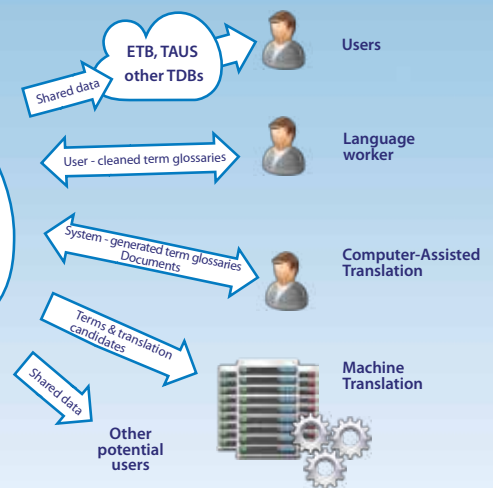 ETB, TAUS
other TDBs
Users
Shared data
User - cleaned term glossaries
Language
worker
System - generated term glossaries
Documents
Computer-Assisted
Translation
Terms & translation
candidates
Machine
Translation
Shared data
Other
potential
users